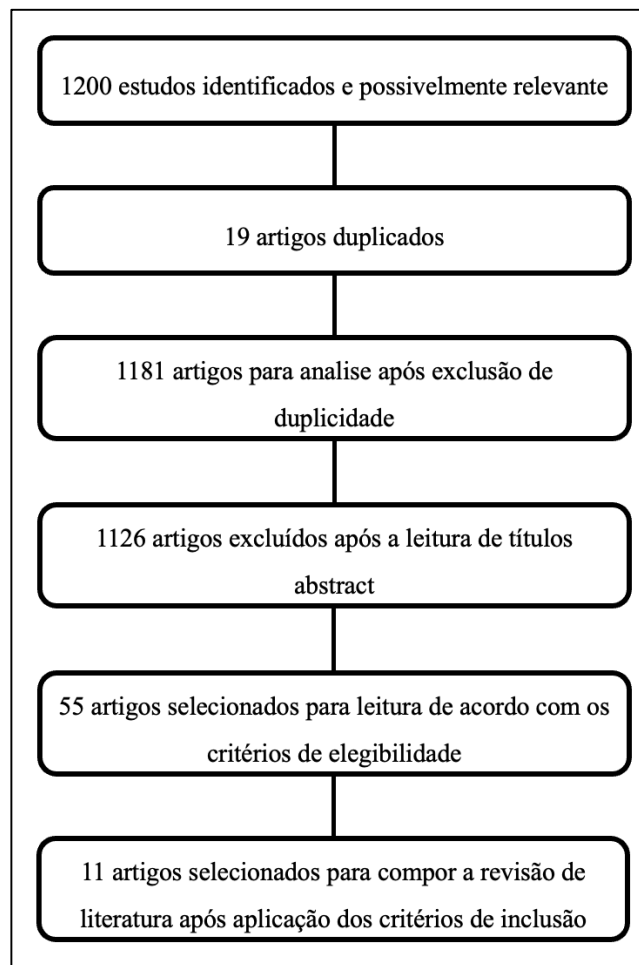 1200 estudos identificados e possivelmente relevante
19 artigos duplicados
1181 artigos para analise após exclusão de
duplicidade
1126 artigos excluídos após a leitura de títulos
abstract
55 artigos selecionados para leitura de acordo com os
critérios de elegibilidade
11 artigos selecionados para compor a revisão de
literatura após aplicação dos critérios de inclusão